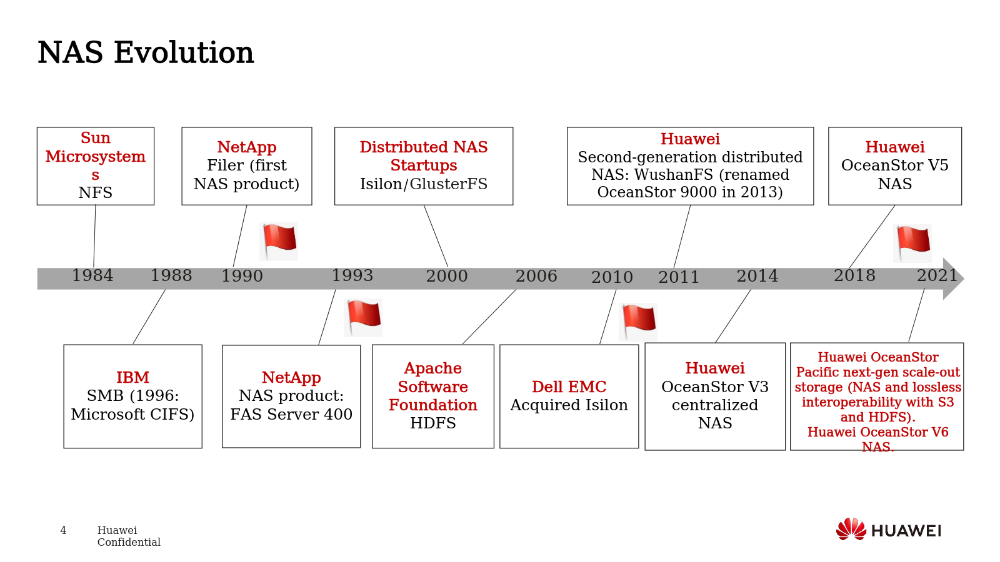 NAS Evolution
Sun
Microsystem
s
NFS
NetApp
Filer (first
NAS product)
Distributed NAS
Startups
Isilon/GlusterFS
Huawei
Second-generation distributed
NAS: WushanFS (renamed
OceanStor 9000 in 2013)
Huawei
OceanStor V5
NAS
1984 1988 1990 1993 2000 2006 2010 2011 2014 2018 2021
IBM
SMB (1996:
Microsoft CIFS)
NetApp
NAS product:
FAS Server 400
Apache
Software
Foundation
HDFS
Dell EMC
Acquired Isilon
Huawei
OceanStor V3
centralized
NAS
Huawei OceanStor
Pacific next-gen scale-out
storage (NAS and lossless
interoperability with S3
and HDFS).
Huawei OceanStor V6
NAS.
4
Huawei
Confidential
HUAWEI